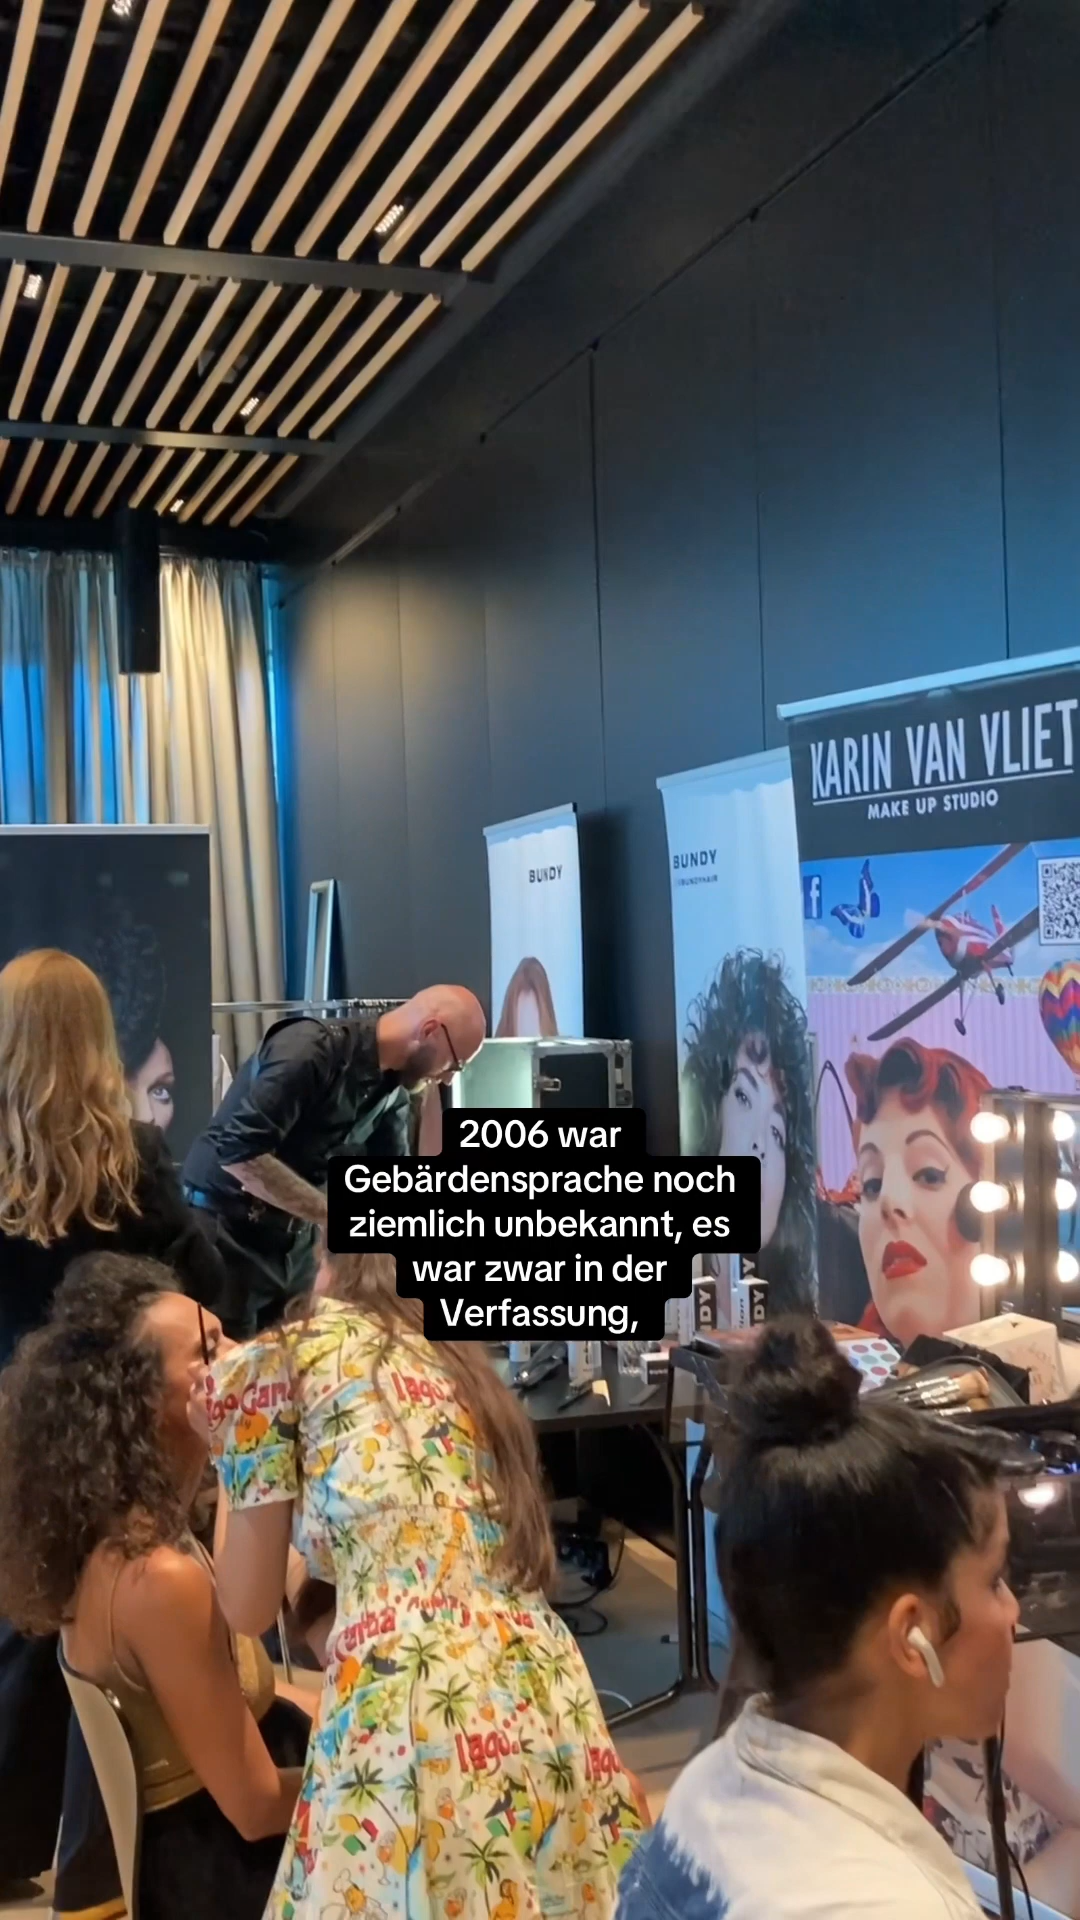 KARIN VAN VLIET
MAKE UP STUDIO
BUNDY
BUNDY
f
2006 war
Gebärdensprache noch
ziemlich unbekannt, es
war zwar in der
Verfassung,